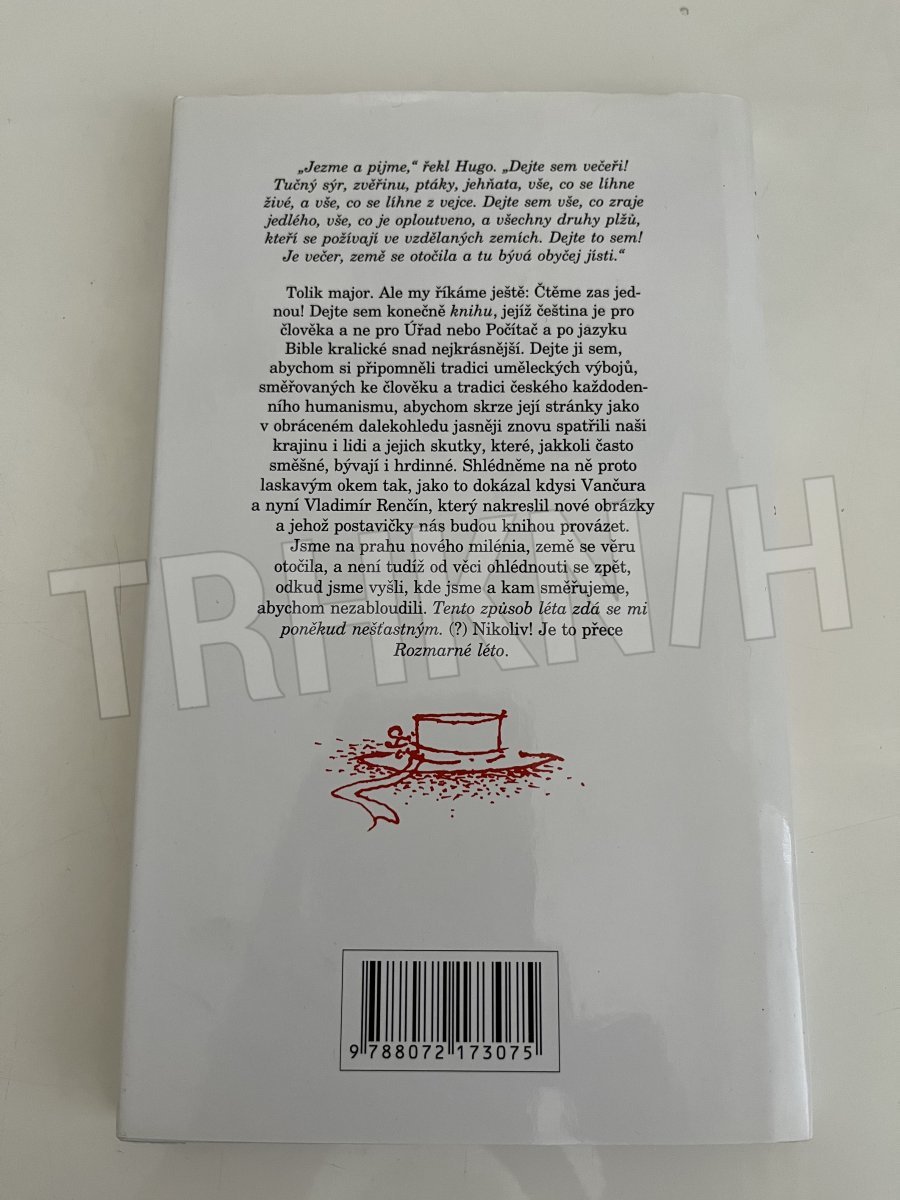 „Jezme a pijme,“ řekl Hugo. „Dejte sem večeři!
Tučný sýr, zvěřinu, ptáky, jehňata, vše, co se líhne
živé, a vše, co se líhne z vejce. Dejte sem vše, co zraje
jedlého, vše, co je oploutveno, a všechny druhy plžů,
kteří se požívají ve vzdělaných zemích. Dejte to sem!
Je večer, země se otočila a tu bývá obyčej jísti.“
Tolik major. Ale my říkáme ještě: Čtěme zas jed-
nou! Dejte sem konečně knihu, jejíž čeština je pro
člověka a ne pro Úřad nebo Počítač a po jazyku
Bible kralické snad nejkrásnější. Dejte ji sem,
abychom si připomněli tradici uměleckých výbojů,
směřovaných ke člověku a tradici českého každoden-
ního humanismu, abychom skrze její stránky jako
v obráceném dalekohledu jasněji znovu spatřili naši
krajinu i lidi a jejich skutky, které, jakkoli často
směšné, bývají i hrdinné. Shlédněme na ně proto
laskavým okem tak, jako to dokázal kdysi Vančura
a nyní Vladimír Renčín, který nakreslil nové obrázky
a jehož postavičky nás budou knihou provázet.
Jsme na prahu nového milénia, země se věru
otočila, a není tudíž od věci ohlédnouti se zpět,
odkud jsme vyšli, kde jsme a kam směřujeme,
abychom nezabloudili. Tento způsob léta zdá se mi
poněkud nešťastným. (?) Nikoliv! Je to přece
Rozmarné léto.
TRHKNIH
9 788072 173075